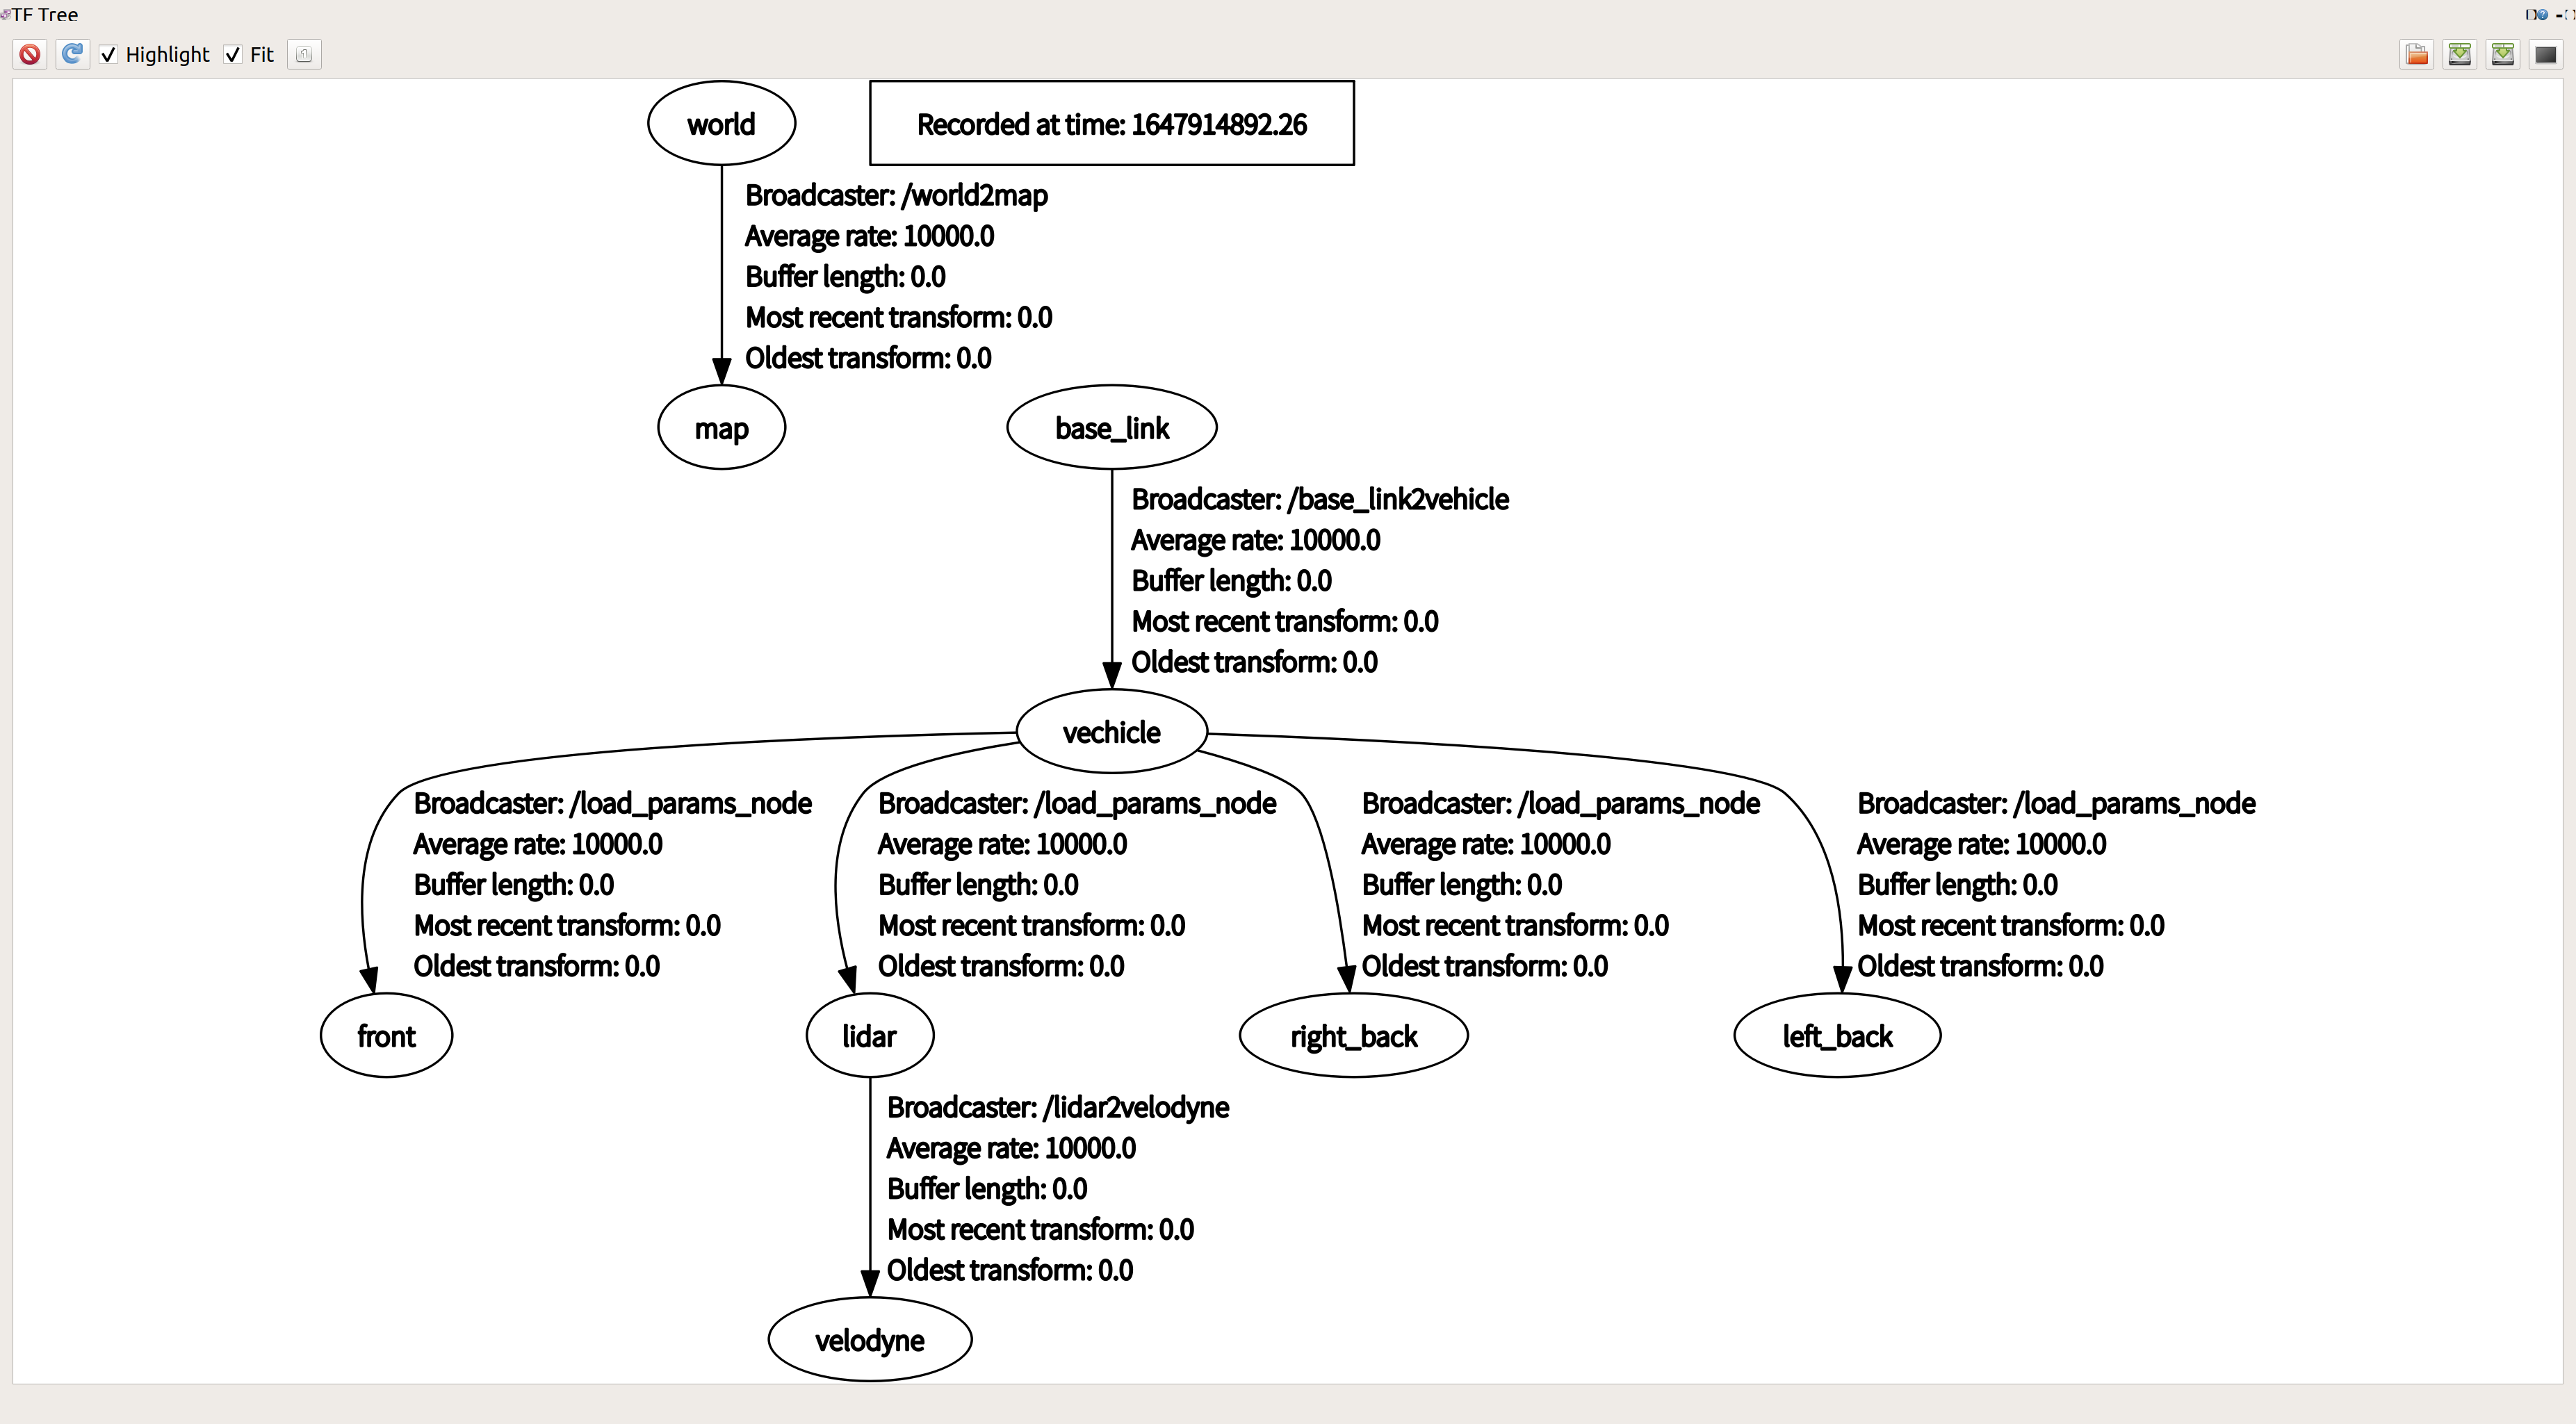 TF Tree
Highlight
Fit
world
Recorded at time: 1647914892.26
Broadcaster: /world2map
Average rate: 10000.0
Buffer length: 0.0
Most recent transform: 0.0
Oldest transform: 0.0
map
base_link
Broadcaster: /base_link2vehicle
Average rate: 10000.0
Buffer length: 0.0
Most recent transform: 0.0
Oldest transform: 0.0
vechicle
Broadcaster: /load_params_node
Average rate: 10000.0
Buffer length: 0.0
Most recent transform: 0.0
Oldest transform: 0.0
Broadcaster: /load_params_node
Average rate: 10000.0
Buffer length: 0.0
Most recent transform: 0.0
Oldest transform: 0.0
Broadcaster: /load_params_node
Average rate: 10000.0
Buffer length: 0.0
Most recent transform: 0.0
Oldest transform: 0.0
Broadcaster: /load_params_node
Average rate: 10000.0
Buffer length: 0.0
Most recent transform: 0.0
Oldest transform: 0.0
front
lidar
right_back
left_back
Broadcaster: /lidar2velodyne
Average rate: 10000.0
Buffer length: 0.0
Most recent transform: 0.0
Oldest transform: 0.0
velodyne